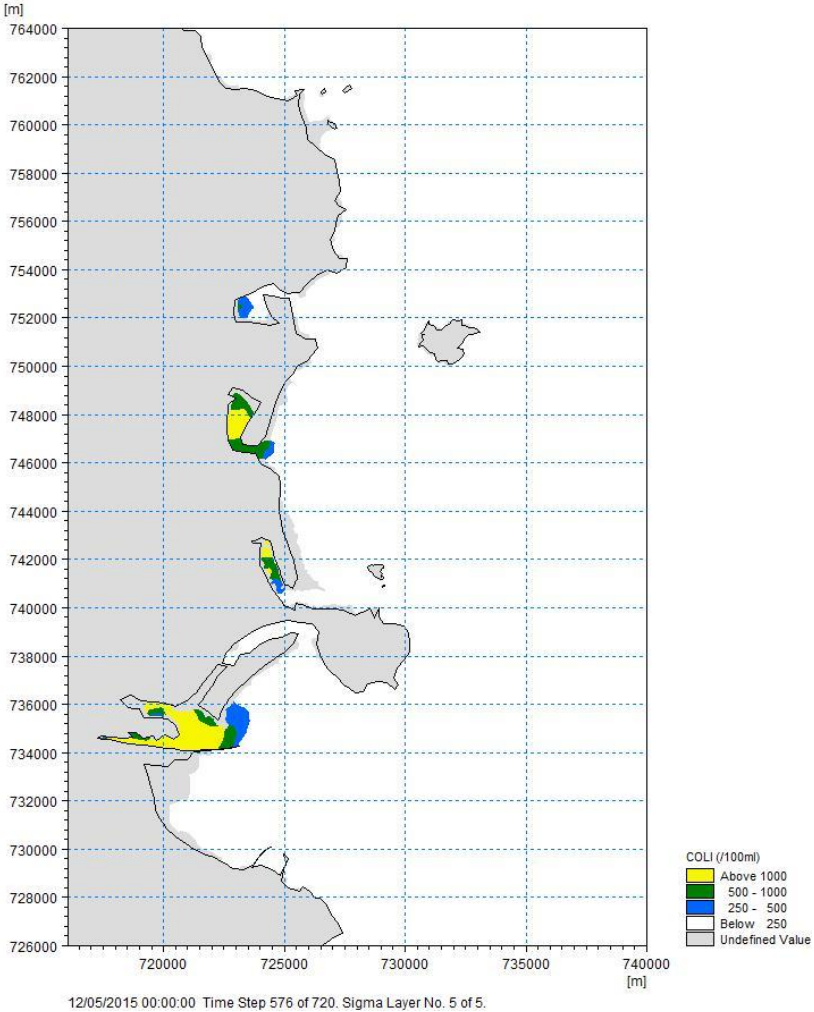 [m]
764000
762000
760000
758000
756000
754000
752000
750000
748000
746000
744000
742000
740000
738000
736000
734000
732000
730000
728000
726000
720000 725000 730000 735000 740000
[m]
COLI (/100ml)
Above 1000
500 - 1000
250 - 500
Below 250
Undefined Value
12/05/2015 00:00:00 Time Step 576 of 720. Sigma Layer No. 5 of 5.